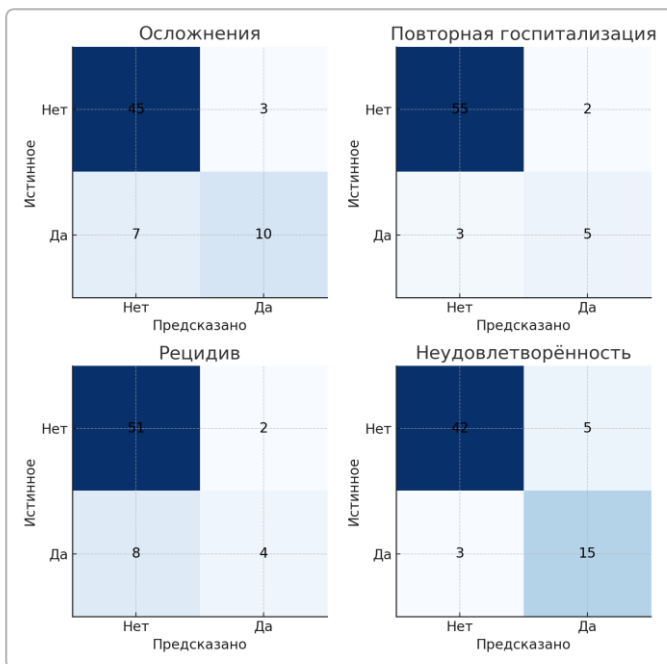 Осложнения
Нет
45
3
Истинное
Да
7
10
Нет
Да
Предсказано
Повторная госпитализация
Нет
55
2
Истинное
Да
3
5
Нет
Да
Предсказано
Рецидив
Нет
51
2
Истинное
Да
8
4
Нет
Да
Предсказано
Неудовлетворённость
Нет
42
5
Истинное
Да
3
15
Нет
Да
Предсказано